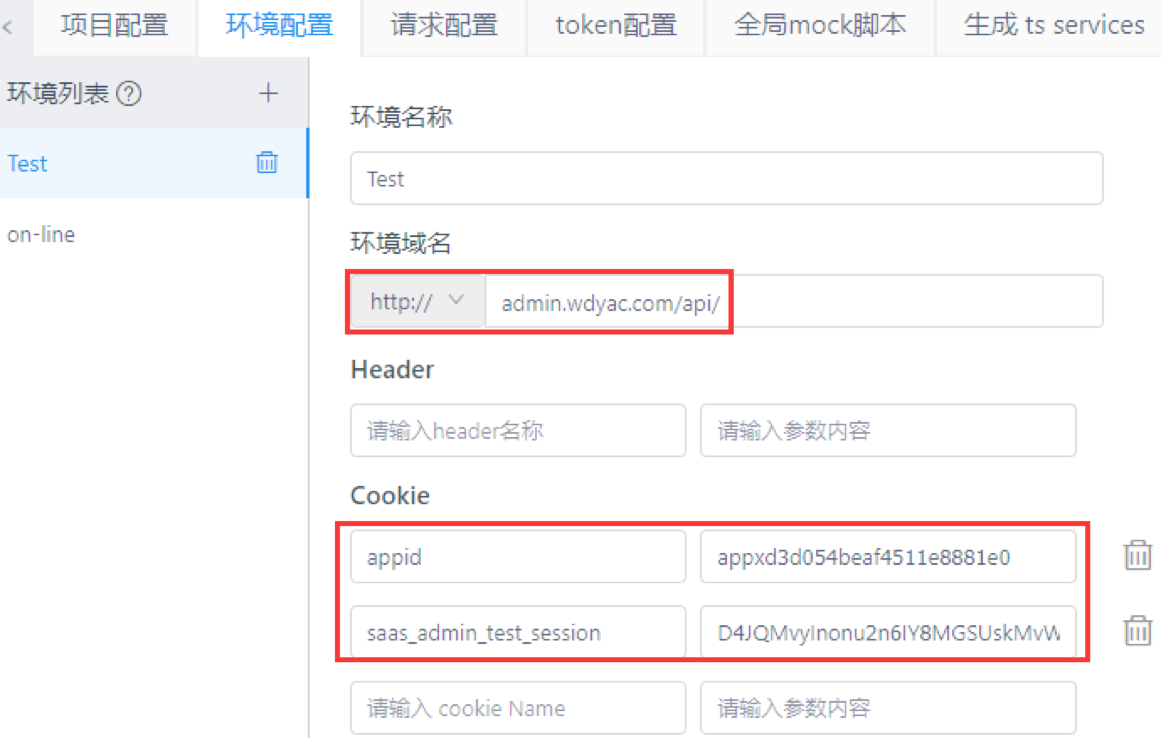 项目配置 环境配置 请求配置 token配置 全局mock脚本 生成 ts services
环境列表
Test
on-line
环境名称
Test
环境域名
http:// admin.wdyac.com/api/
Header
请输入header名称 请输入参数内容
Cookie
appid appxd3d054beaf4511e8881e0
saas_admin_test_session D4JQMvyInonu2n6IY8MGSUskMvW
请输入 cookie Name 请输入参数内容